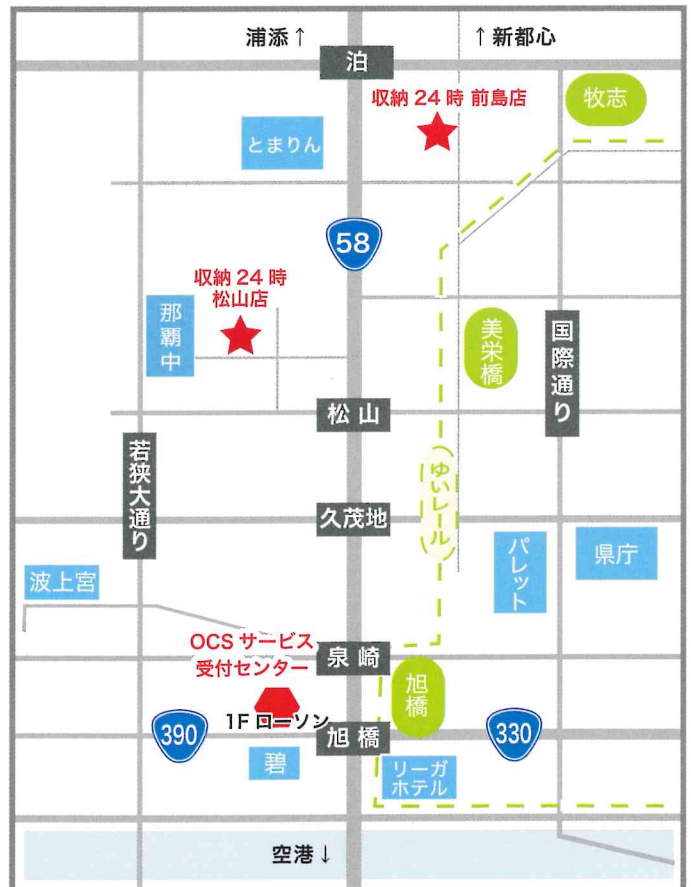 浦添↑
↑新都心
泊
収納24時 前島店
牧志
とまりん
58
収納24時
松山店
那覇中
美栄橋
国際通り
松山
若狭大通り
ゆいレール
久茂地
パレット
県庁
波上宮
OCSサービス
受付センター
泉崎
旭橋
1Fローソン
390
旭橋
330
碧
リーガ
ホテル
空港↓